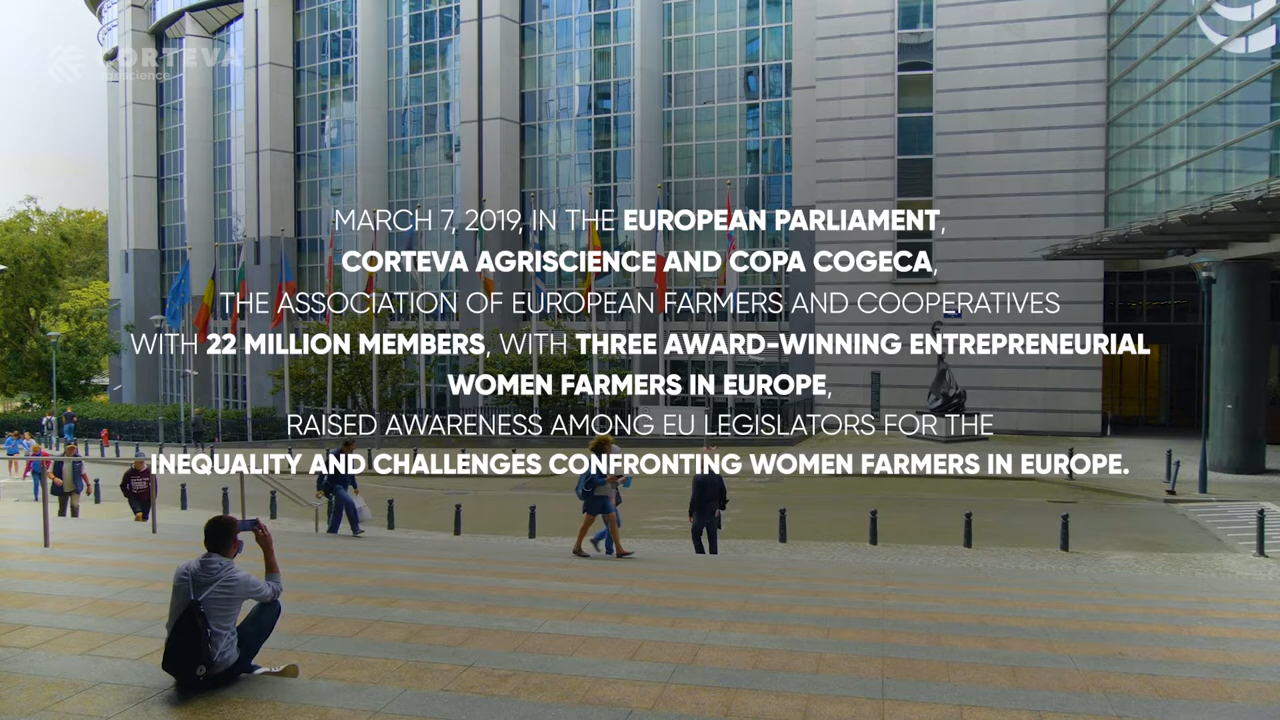 CORTEVA
agriscience
MARCH 7, 2019, IN THE EUROPEAN PARLIAMENT,
CORTEVA AGRISCIENCE AND COPA COGECA,
THE ASSOCIATION OF EUROPEAN FARMERS AND COOPERATIVES
WITH 22 MILLION MEMBERS, WITH THREE AWARD-WINNING ENTREPRENEURIAL
WOMEN FARMERS IN EUROPE,
RAISED AWARENESS AMONG EU LEGISLATORS FOR THE
INEQUALITY AND CHALLENGES CONFRONTING WOMEN FARMERS IN EUROPE.